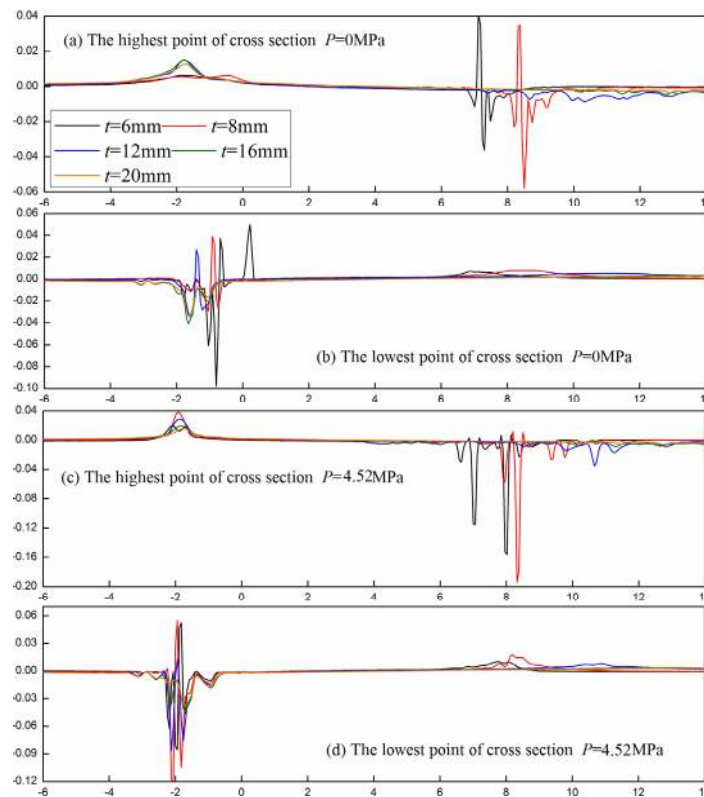 0.04
(a) The highest point of cross section P=0MPa
0.02
0.00
-0.02
t=6mm t=8mm
t=12mm t=16mm
-0.04
t=20mm
-0.06
-6 -4 -2 0 2 4 6 8 10 12 14
0.06
0.04
0.02
0.00
-0.02
-0.04
-0.06
-0.08
(b) The lowest point of cross section P=0MPa
-0.10
-6 -4 -2 0 2 4 6 8 10 12 14
0.04
0.00
-0.04
(c) The highest point of cross section P=4.52MPa
-0.08
-0.12
-0.16
-0.20
-6 -4 -2 0 2 4 6 8 10 12 14
0.06
0.03
0.00
-0.03
-0.06
-0.09
(d) The lowest point of cross section P=4.52MPa
-0.12
-6 -4 -2 0 2 4 6 8 10 12 14